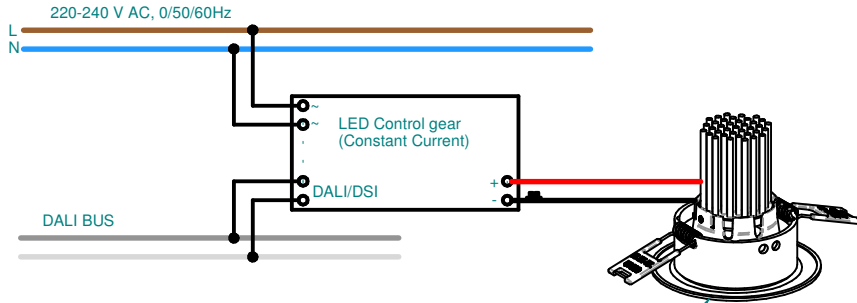 220-240 V AC, 0/50/60Hz
L
N
~
~
LED Control gear
(Constant Current)
DALI/DSI
+
-
DALI BUS